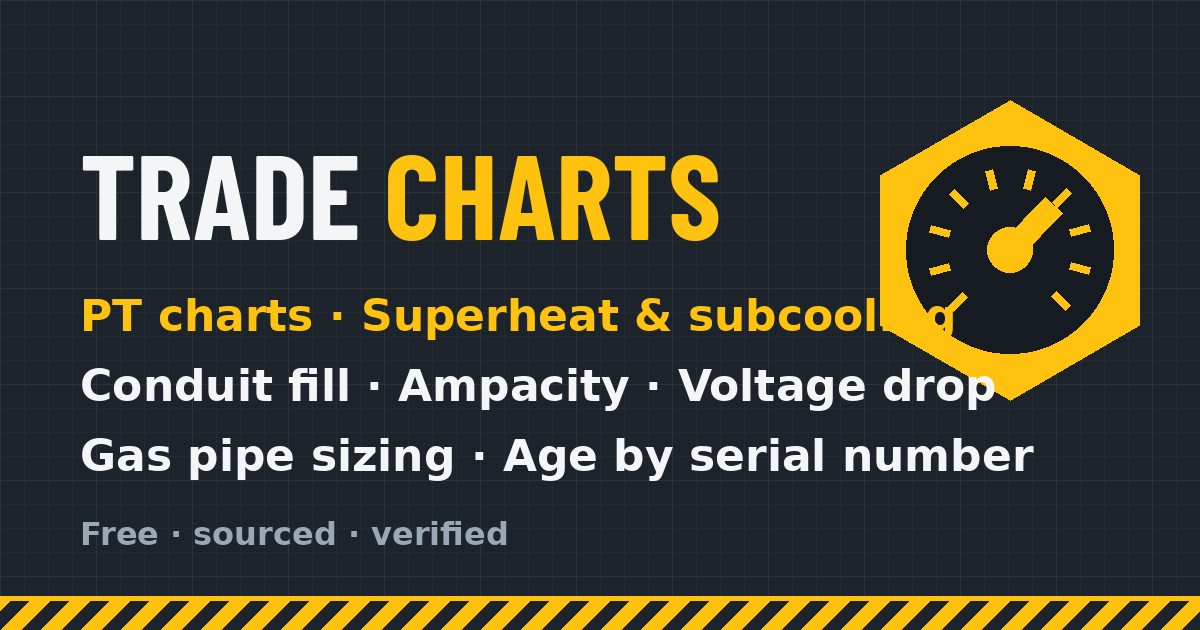 TRADE CHARTS
PT charts · Superheat & subcooling
Conduit fill · Ampacity · Voltage drop
Gas pipe sizing · Age by serial number
Free · sourced · verified